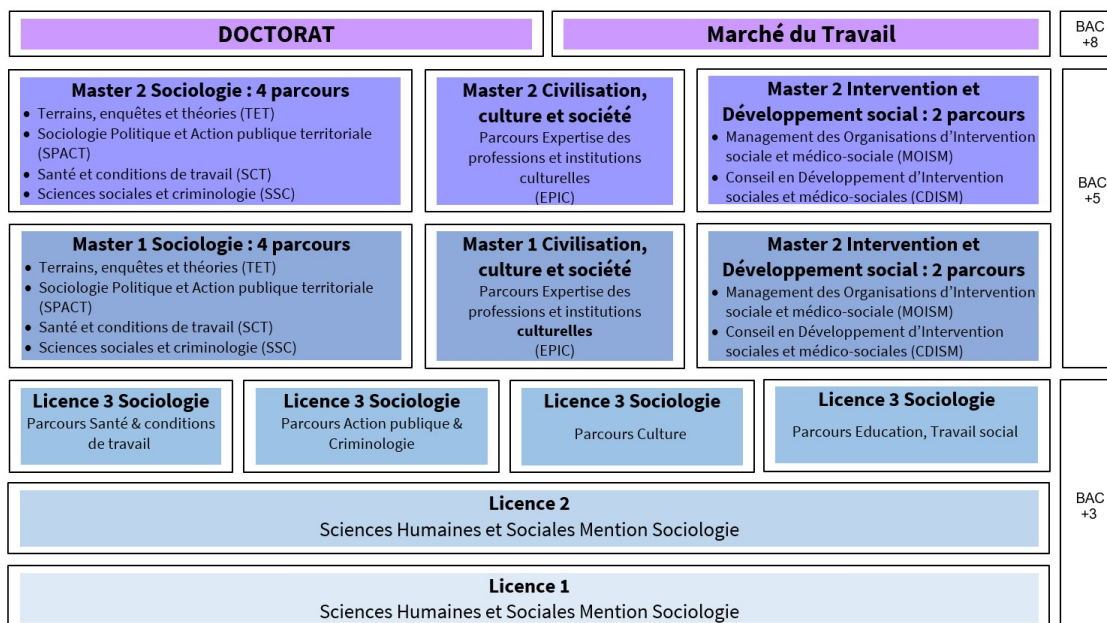 DOCTORAT
Marché du Travail
BAC
+8
Master 2 Sociologie : 4 parcours
• Terrains, enquêtes et théories (TET)
• Sociologie Politique et Action publique territoriale
(SPACT)
• Santé et conditions de travail (SCT)
• Sciences sociales et criminologie (SSC)
Master 2 Civilisation,
culture et société
Parcours Expertise des
professions et institutions
culturelles
(EPIC)
Master 2 Intervention et
Développement social : 2 parcours
• Management des Organisations d'Intervention
sociale et médico-sociale (MOISM)
• Conseil en Développement d'Intervention
sociales et médico-sociales (CDISM)
BAC
+5
Master 1 Sociologie : 4 parcours
• Terrains, enquêtes et théories (TET)
• Sociologie Politique et Action publique territoriale
(SPACT)
• Santé et conditions de travail (SCT)
• Sciences sociales et criminologie (SSC)
Master 1 Civilisation,
culture et société
Parcours Expertise des
professions et institutions
culturelles
(EPIC)
Master 2 Intervention et
Développement social : 2 parcours
• Management des Organisations d'Intervention
sociale et médico-sociale (MOISM)
• Conseil en Développement d'Intervention
sociales et médico-sociales (CDISM)
Licence 3 Sociologie
Parcours Santé & conditions
de travail
Licence 3 Sociologie
Parcours Action publique &
Criminologie
Licence 3 Sociologie
Parcours Culture
Licence 3 Sociologie
Parcours Education, Travail social
BAC
+3
Licence 2
Sciences Humaines et Sociales Mention Sociologie
Licence 1
Sciences Humaines et Sociales Mention Sociologie